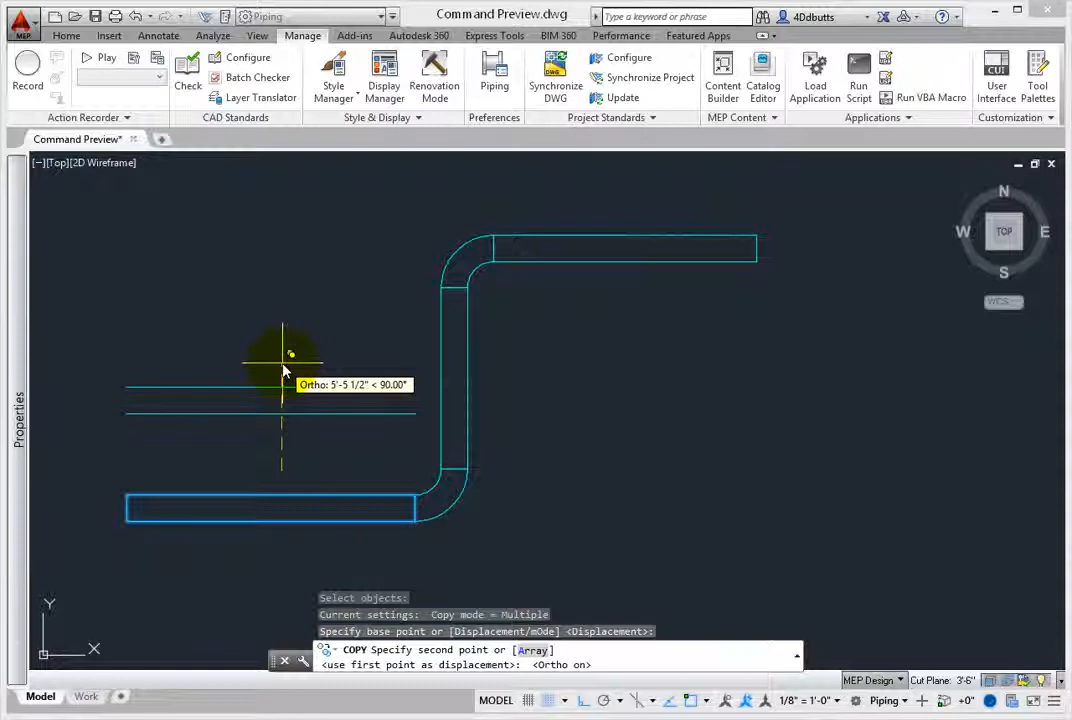 MEP
Piping
Command Preview.dwg
Type a keyword or phrase
4Ddbutts
Home
Insert
Annotate
Analyze
View
Manage
Add-ins
Autodesk 360
Express Tools
BIM 360
Performance
Featured Apps
Record
Play
Action Recorder
Check
Configure
Batch Checker
Layer Translator
CAD Standards
Style
Manager
Display
Manager
Renovation
Mode
Style & Display
Piping
Preferences
Synchronize
DWG
Configure
Synchronize Project
Update
Project Standards
Content
Builder
Catalog
Editor
MEP Content
Load
Application
Run
Script
Run VBA Macro
Applications
CUI
User
Interface
Tool
Palettes
Customization
Command Preview*
[−][Top][2D Wireframe]
Properties
N
W
TOP
E
S
WCS
Ortho: 5'-5 1/2" < 90.00°
Y
X
Select objects:
Current settings:  Copy mode = Multiple
Specify base point or [Displacement/mOde] <Displacement>:
COPY Specify second point or [Array]
<use first point as displacement>:  <Ortho on>
MEP Design
Cut Plane: 3'-6"
Model
Work
MODEL
1/8" = 1'-0"
Piping
+0"